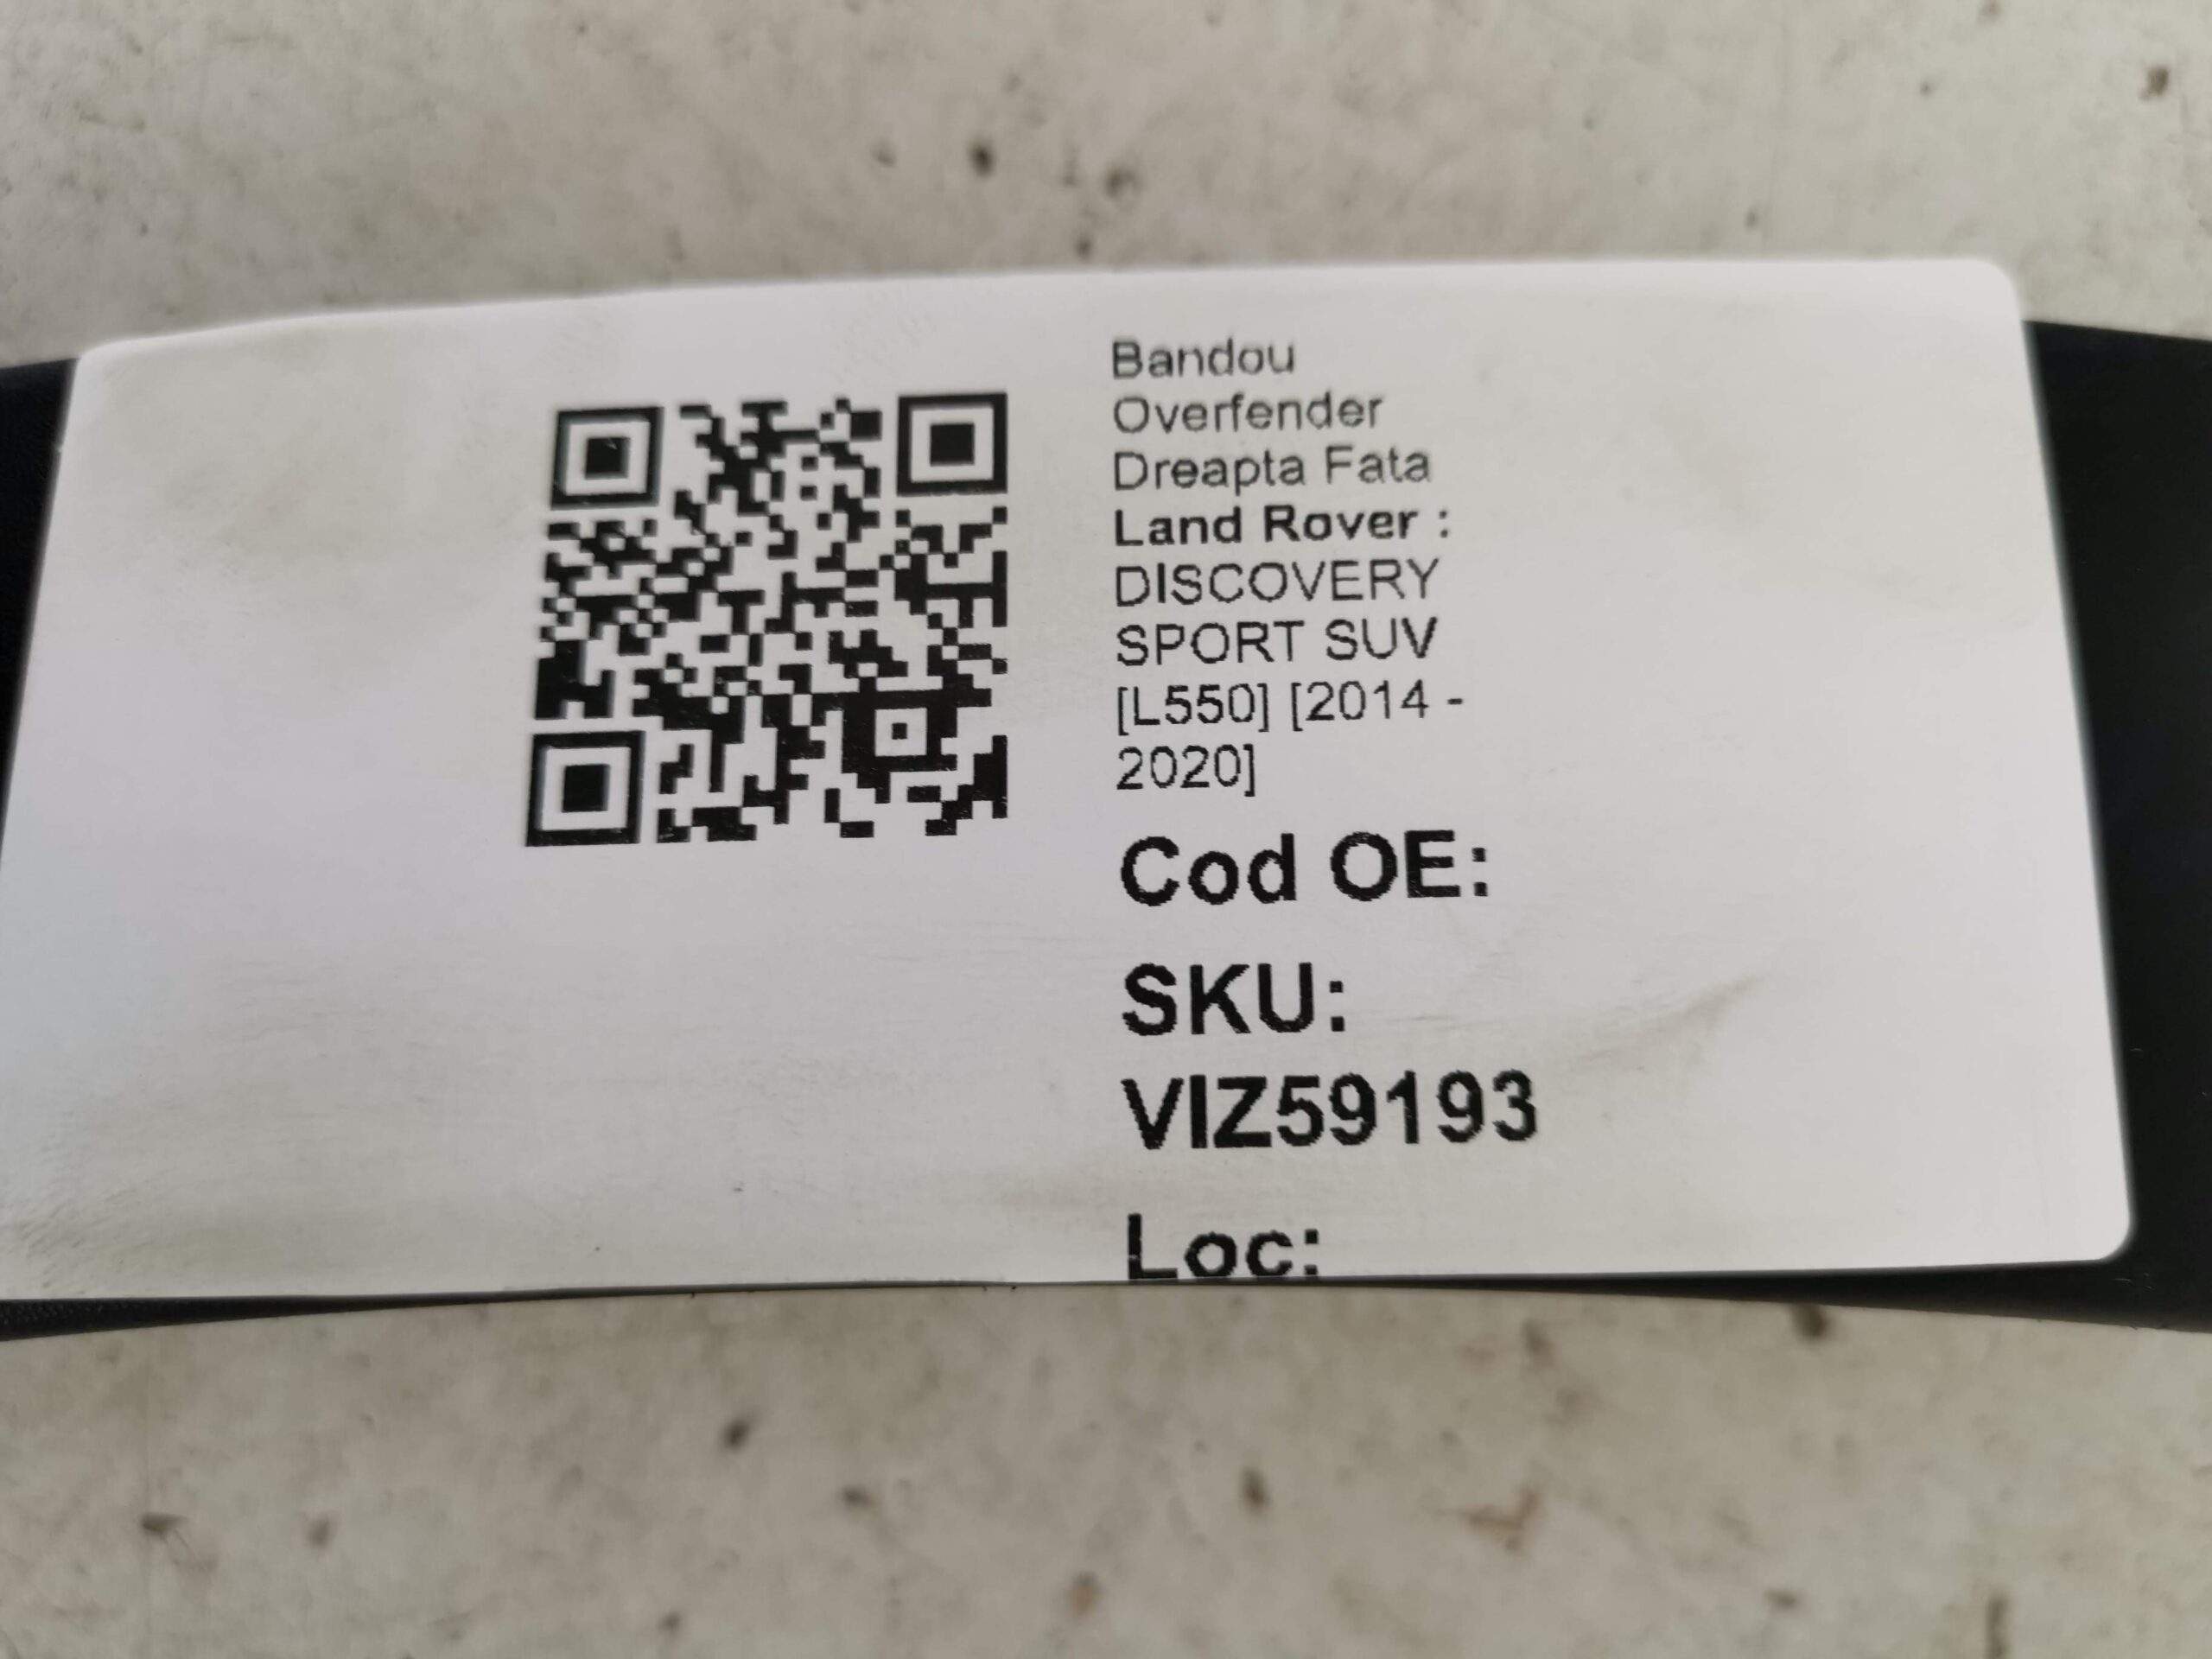 Bandou
Overfender
Dreapta Fata
Land Rover :
DISCOVERY
SPORT SUV
[L550] [2014 -
2020]
Cod OE:
SKU:
VIZ59193
Loc: